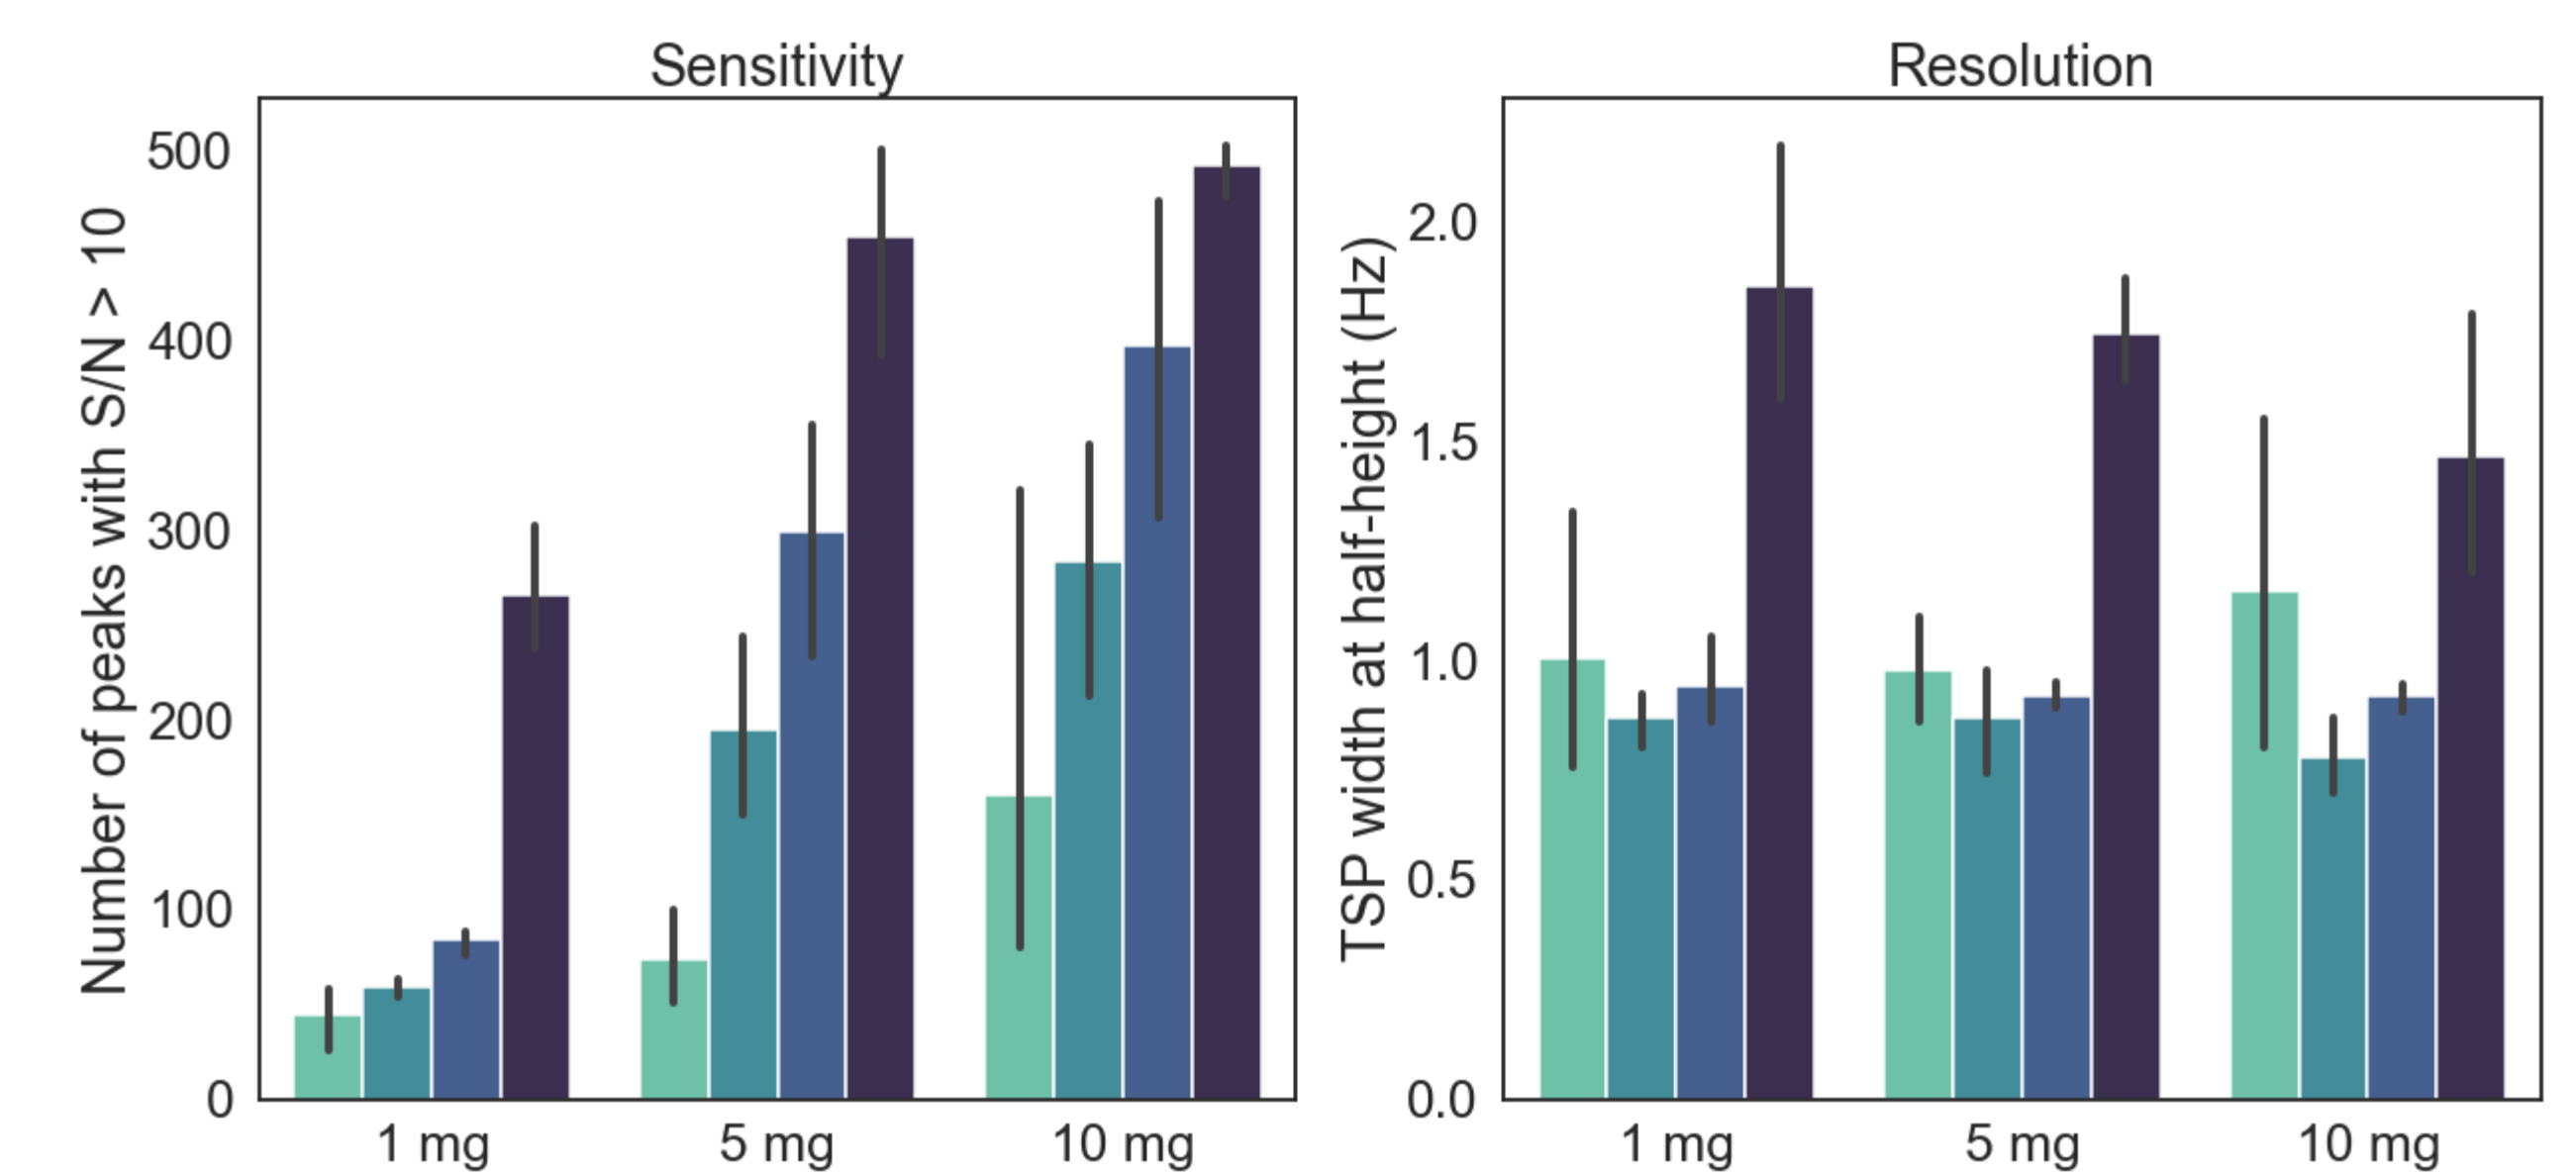 Sensitivity
Number of peaks with S/N > 10
500
400
300
200
100
0
1 mg
5 mg
10 mg
Resolution
TSP width at half-height (Hz)
2.0
1.5
1.0
0.5
0.0
1 mg
5 mg
10 mg